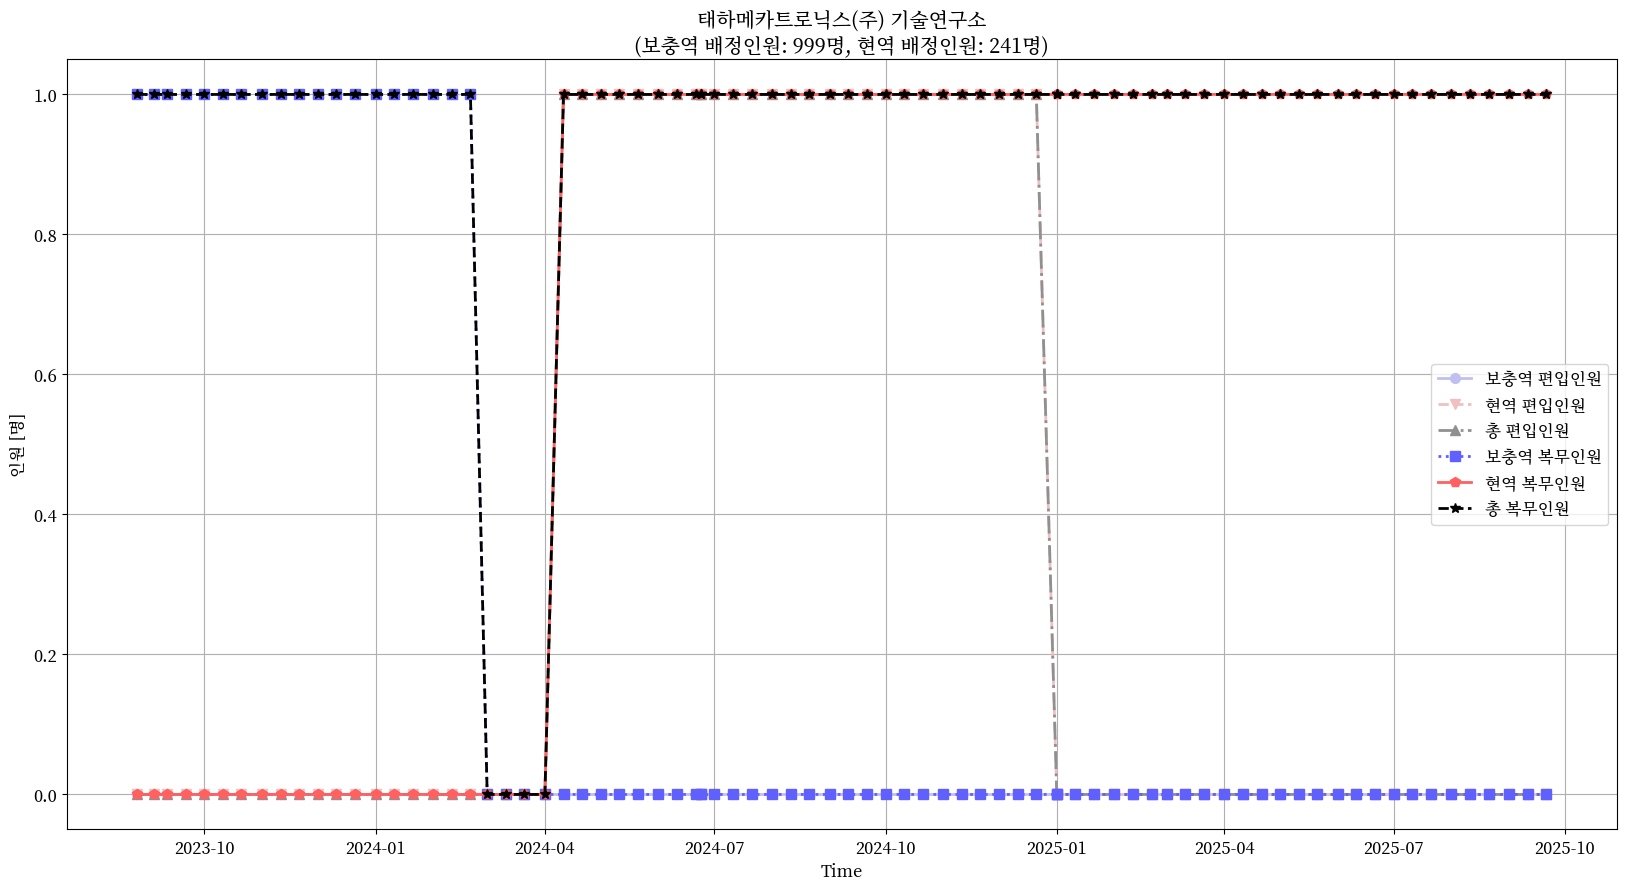 태하메카트로닉스(주) 기술연구소
(보충역 배정인원: 999명, 현역 배정인원: 241명)
1.0
0.8
0.6
0.4
0.2
0.0
인원 [명]
보충역 편입인원
현역 편입인원
총 편입인원
보충역 복무인원
현역 복무인원
총 복무인원
2023-10
2024-01
2024-04
2024-07
2024-10
2025-01
2025-04
2025-07
2025-10
Time